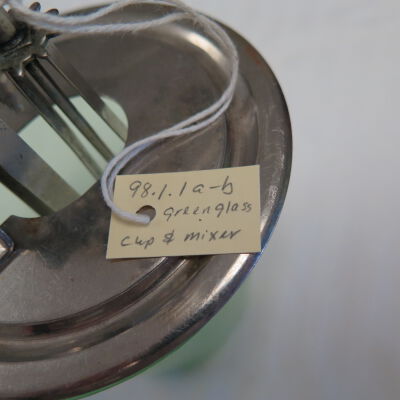 98.1.1a-b
green glass
cup & mixer